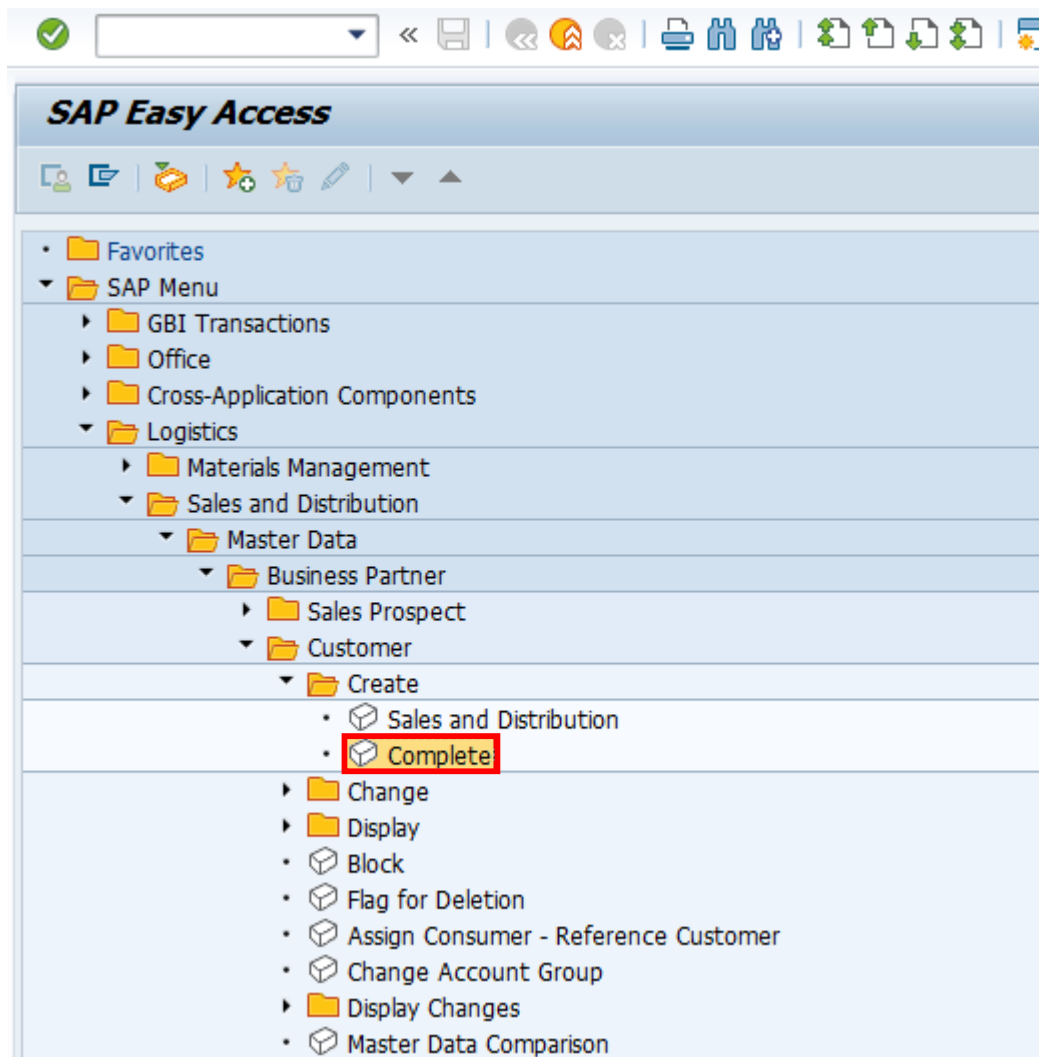 SAP Easy Access
Favorites
SAP Menu
GBI Transactions
Office
Cross-Application Components
Logistics
Materials Management
Sales and Distribution
Master Data
Business Partner
Sales Prospect
Customer
Create
Sales and Distribution
Complete
Change
Display
Block
Flag for Deletion
Assign Consumer - Reference Customer
Change Account Group
Display Changes
Master Data Comparison